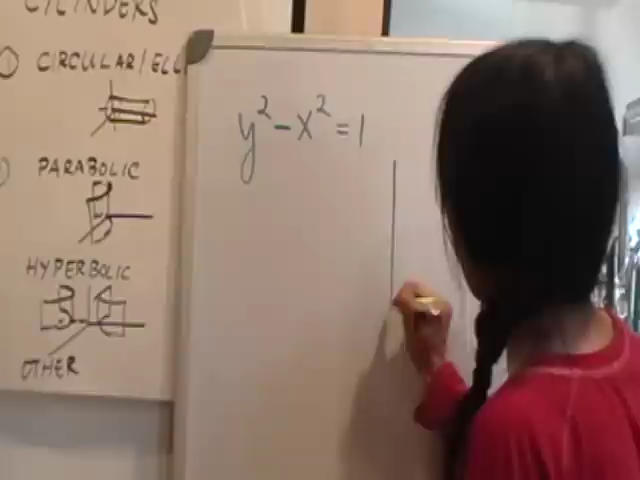 CYLINDERS
① CIRCULAR/ELL
PARABOLIC
HYPERBOLIC
OTHER
y² - x² = 1